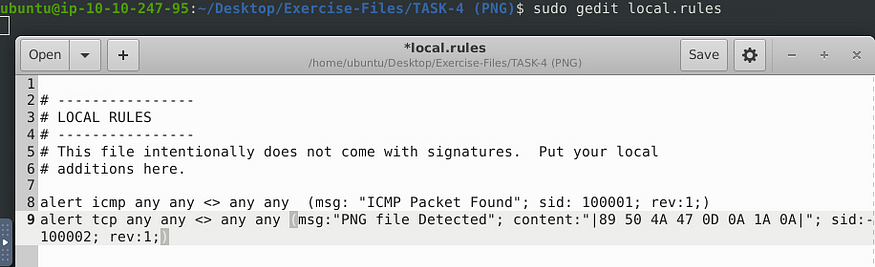 ubuntu@ip-10-10-247-95:~/Desktop/Exercise-Files/TASK-4 (PNG)$ sudo gedit local.rules
Open
*local.rules
/home/ubuntu/Desktop/Exercise-Files/TASK-4 (PNG)
Save
1
2 # ----------------
3 # LOCAL RULES
4 # ----------------
5 # This file intentionally does not come with signatures.  Put your local
6 # additions here.
7
8 alert icmp any any <> any any  (msg: "ICMP Packet Found"; sid: 100001; rev:1;)
9 alert tcp any any <> any any (msg:"PNG file Detected"; content:"|89 50 4A 47 0D 0A 1A 0A|"; sid:-
100002; rev:1;)